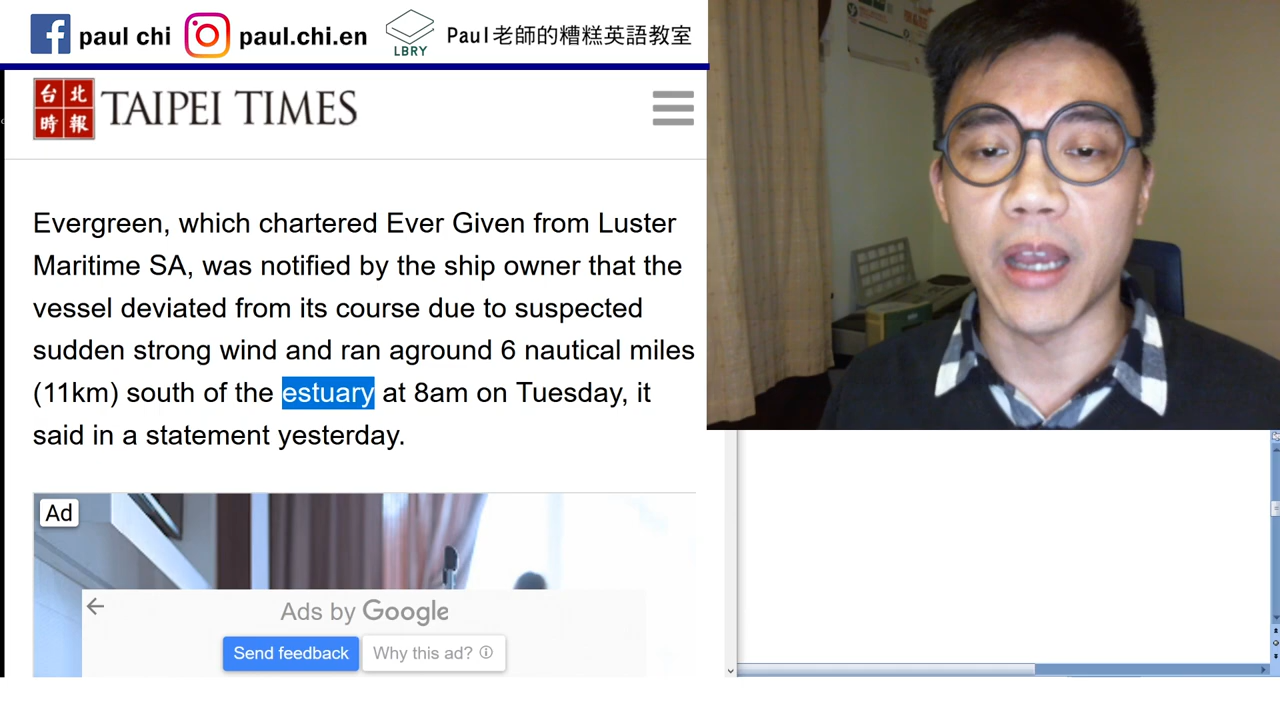 paul chi
paul.chi.en
LBRY
Paul老師的糟糕英語教室
台北
時報
TAIPEI TIMES
Evergreen, which chartered Ever Given from Luster
Maritime SA, was notified by the ship owner that the
vessel deviated from its course due to suspected
sudden strong wind and ran aground 6 nautical miles
(11km) south of the estuary at 8am on Tuesday, it
said in a statement yesterday.
Ad
Ads by Google
Send feedback
Why this ad?